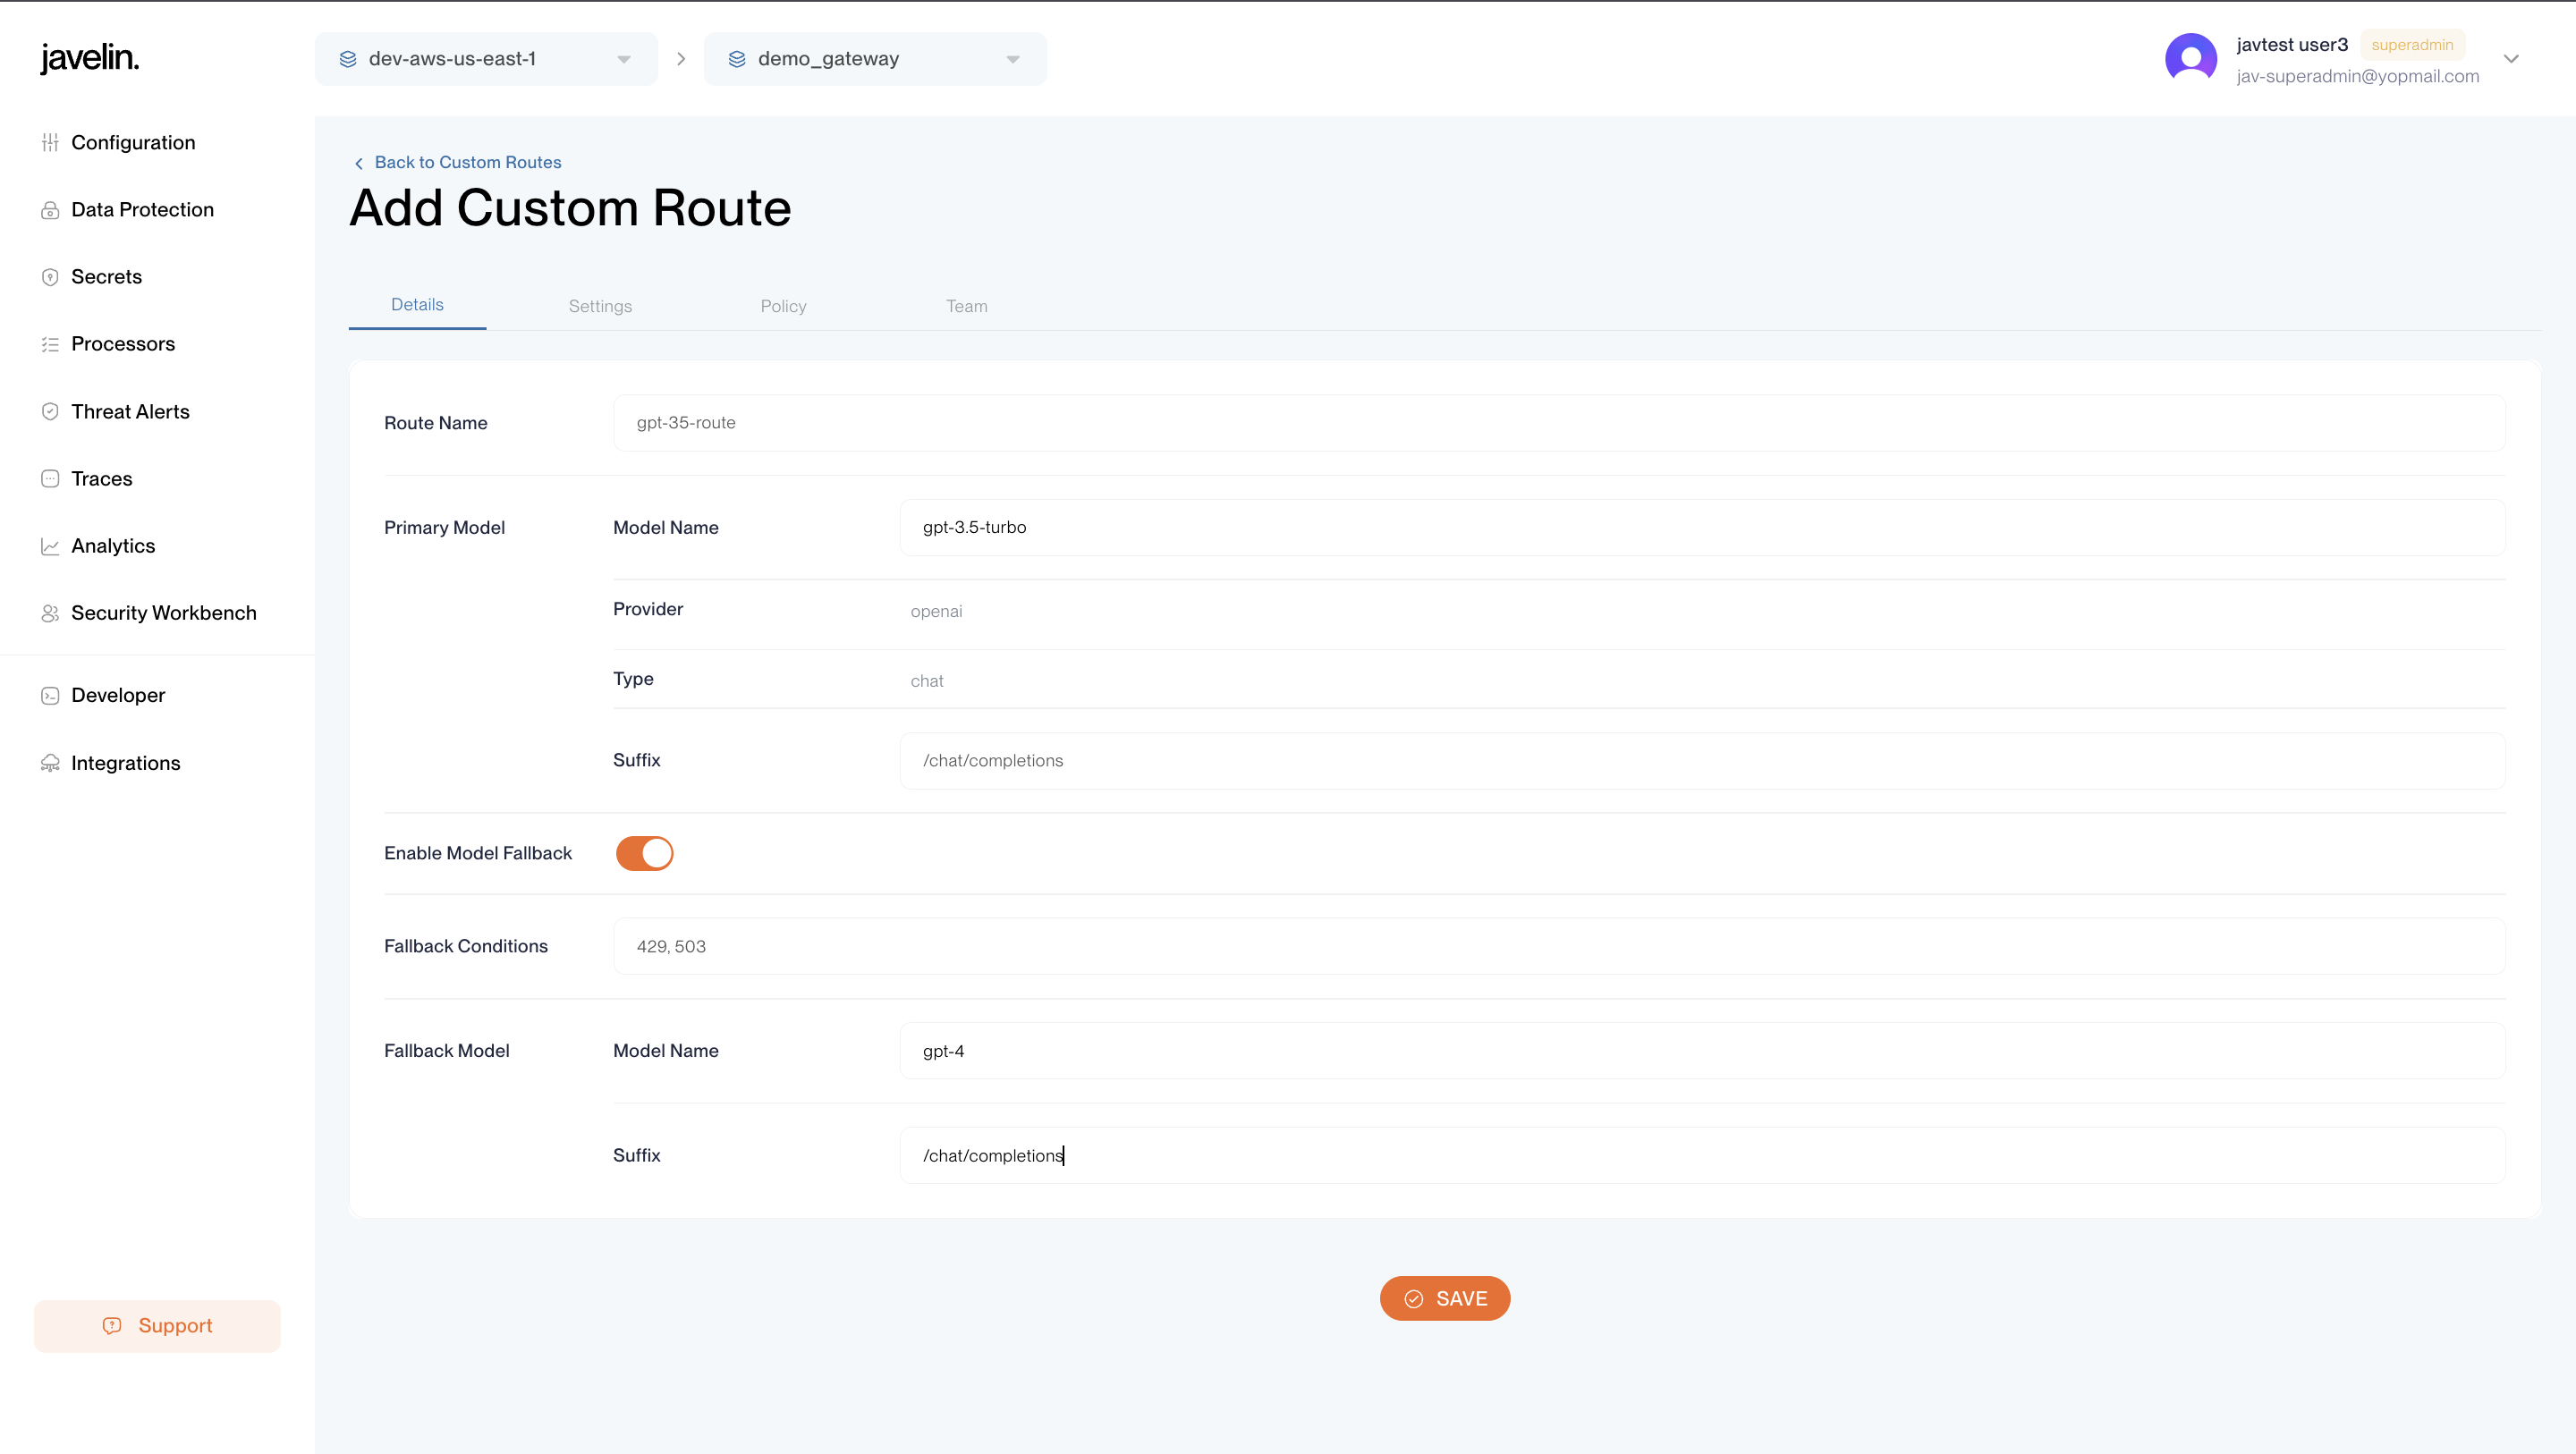 javelin.
dev-aws-us-east-1
demo_gateway
javtest user3 superadmin
jav-superadmin@yopmail.com
Configuration
Data Protection
Secrets
Processors
Threat Alerts
Traces
Analytics
Security Workbench
Developer
Integrations
Support
Back to Custom Routes
Add Custom Route
Details Settings Policy Team
Route Name gpt-35-route
Primary Model Model Name gpt-3.5-turbo
Provider openai
Type chat
Suffix /chat/completions
Enable Model Fallback
Fallback Conditions 429, 503
Fallback Model Model Name gpt-4
Suffix /chat/completions
SAVE